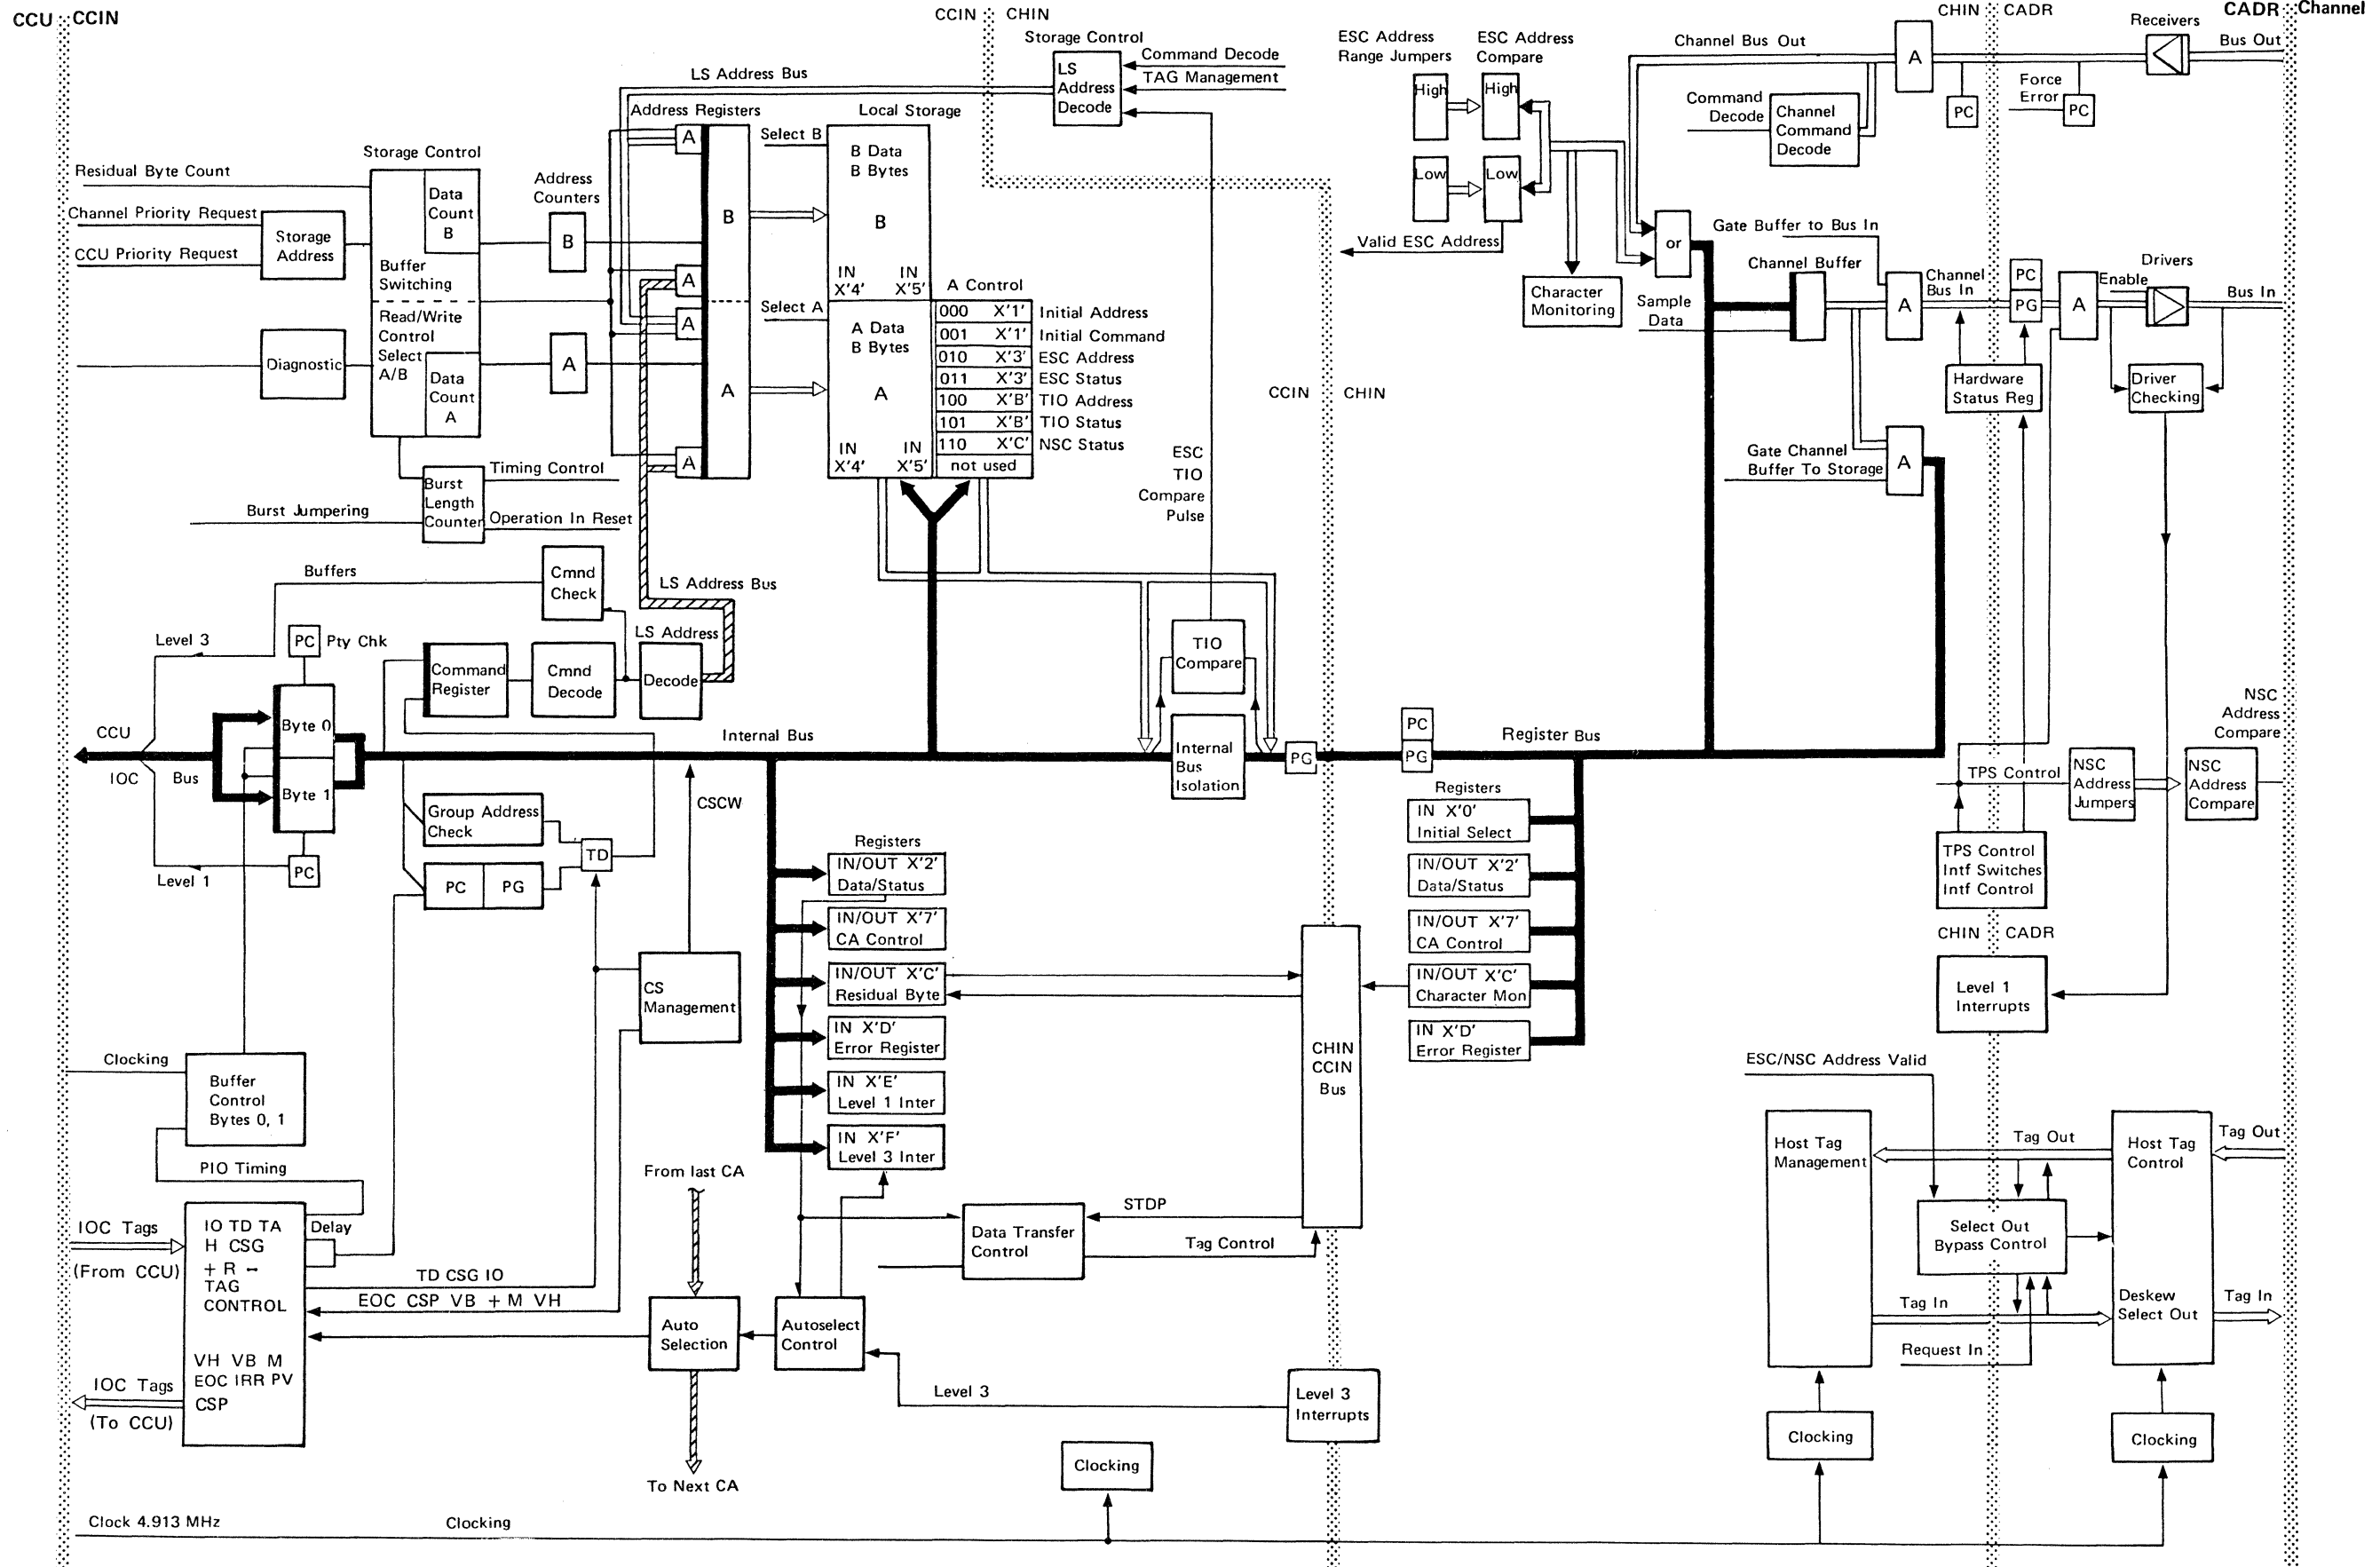 CCU CCIN
CCIN CHIN
CHIN CADR
CADR Channel
Storage Control
LS
Address
Decode
Command Decode
TAG Management
LS Address Bus
ESC Address
Range Jumpers
ESC Address
Compare
High
High
Low
Low
Valid ESC Address
Channel Bus Out
A
Receivers
Bus Out
Force
Error
PC
PC
Command
Decode
Channel
Command
Decode
Address Registers
A
A
A
A
B
A
Local Storage
Select B
B Data
B Bytes
B
IN IN
X'4' X'5'
Select A
A Data
B Bytes
A
IN IN
X'4' X'5'
A Control
000 X'1' Initial Address
001 X'1' Initial Command
010 X'3' ESC Address
011 X'3' ESC Status
100 X'B' TIO Address
101 X'B' TIO Status
110 X'C' NSC Status
not used
Residual Byte Count
Channel Priority Request
CCU Priority Request
Storage
Address
Storage Control
Data
Count
B
Buffer
Switching
Read/Write
Control
Select
A/B
Data
Count
A
Address
Counters
B
A
Diagnostic
Burst
Length
Counter
Timing Control
Burst Jumpering
Operation In Reset
or
Gate Buffer to Bus In
Channel Buffer
Sample
Data
Character
Monitoring
A
Channel
Bus In
PC
PG
A
Enable
Drivers
Bus In
Hardware
Status Reg
Driver
Checking
Gate Channel
Buffer To Storage
A
CCIN CHIN
ESC
TIO
Compare
Pulse
Buffers
Cmnd
Check
LS Address Bus
LS Address
Level 3
PC Pty Chk
Command
Register
Cmnd
Decode
Decode
TIO
Compare
Byte 0
Byte 1
CCU
IOC Bus
Internal Bus
Internal
Bus
Isolation
PG
PC
PG
Register Bus
Level 1
PC
CSCW
Group Address
Check
PC PG
TD
NSC
Address
Compare
TPS Control
NSC
Address
Jumpers
NSC
Address
Compare
TPS Control
Intf Switches
Intf Control
CHIN CADR
Level 1
Interrupts
Registers
IN/OUT X'2'
Data/Status
IN/OUT X'7'
CA Control
IN/OUT X'C'
Residual Byte
IN X'D'
Error Register
IN X'E'
Level 1 Inter
IN X'F'
Level 3 Inter
Registers
IN X'0'
Initial Select
IN/OUT X'2'
Data/Status
IN/OUT X'7'
CA Control
IN/OUT X'C'
Character Mon
IN X'D'
Error Register
CS
Management
CHIN
CCIN
Bus
Clocking
Buffer
Control
Bytes 0, 1
PIO Timing
IOC Tags
(From CCU)
IO TD TA
H CSG
+ R −
TAG
CONTROL
VH VB M
EOC IRR PV
CSP
Delay
TD CSG IO
EOC CSP VB + M VH
IOC Tags
(To CCU)
From last CA
Auto
Selection
To Next CA
Autoselect
Control
Data Transfer
Control
STDP
Tag Control
Level 3
Level 3
Interrupts
ESC/NSC Address Valid
Host Tag
Management
Tag Out
Host Tag
Control
Tag Out
Select Out
Bypass Control
Deskew
Select Out
Tag In
Tag In
Request In
Clocking
Clocking
Clocking
Clock 4.913 MHz
Clocking